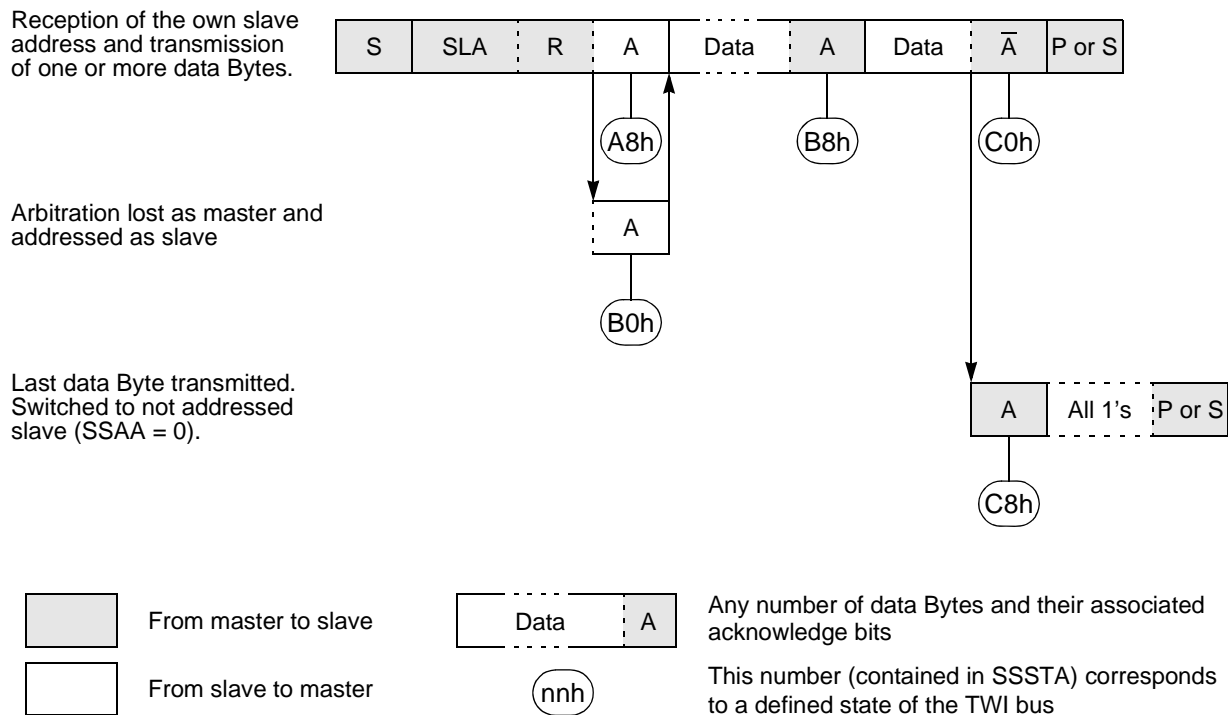 Reception of the own slave
address and transmission
of one or more data Bytes.
S SLA R A Data A Data A̅ P or S
A8h B8h C0h
Arbitration lost as master and
addressed as slave
A
B0h
Last data Byte transmitted.
Switched to not addressed
slave (SSAA = 0).
A All 1's P or S
C8h
From master to slave
Data A
Any number of data Bytes and their associated
acknowledge bits
From slave to master
nnh
This number (contained in SSSTA) corresponds
to a defined state of the TWI bus